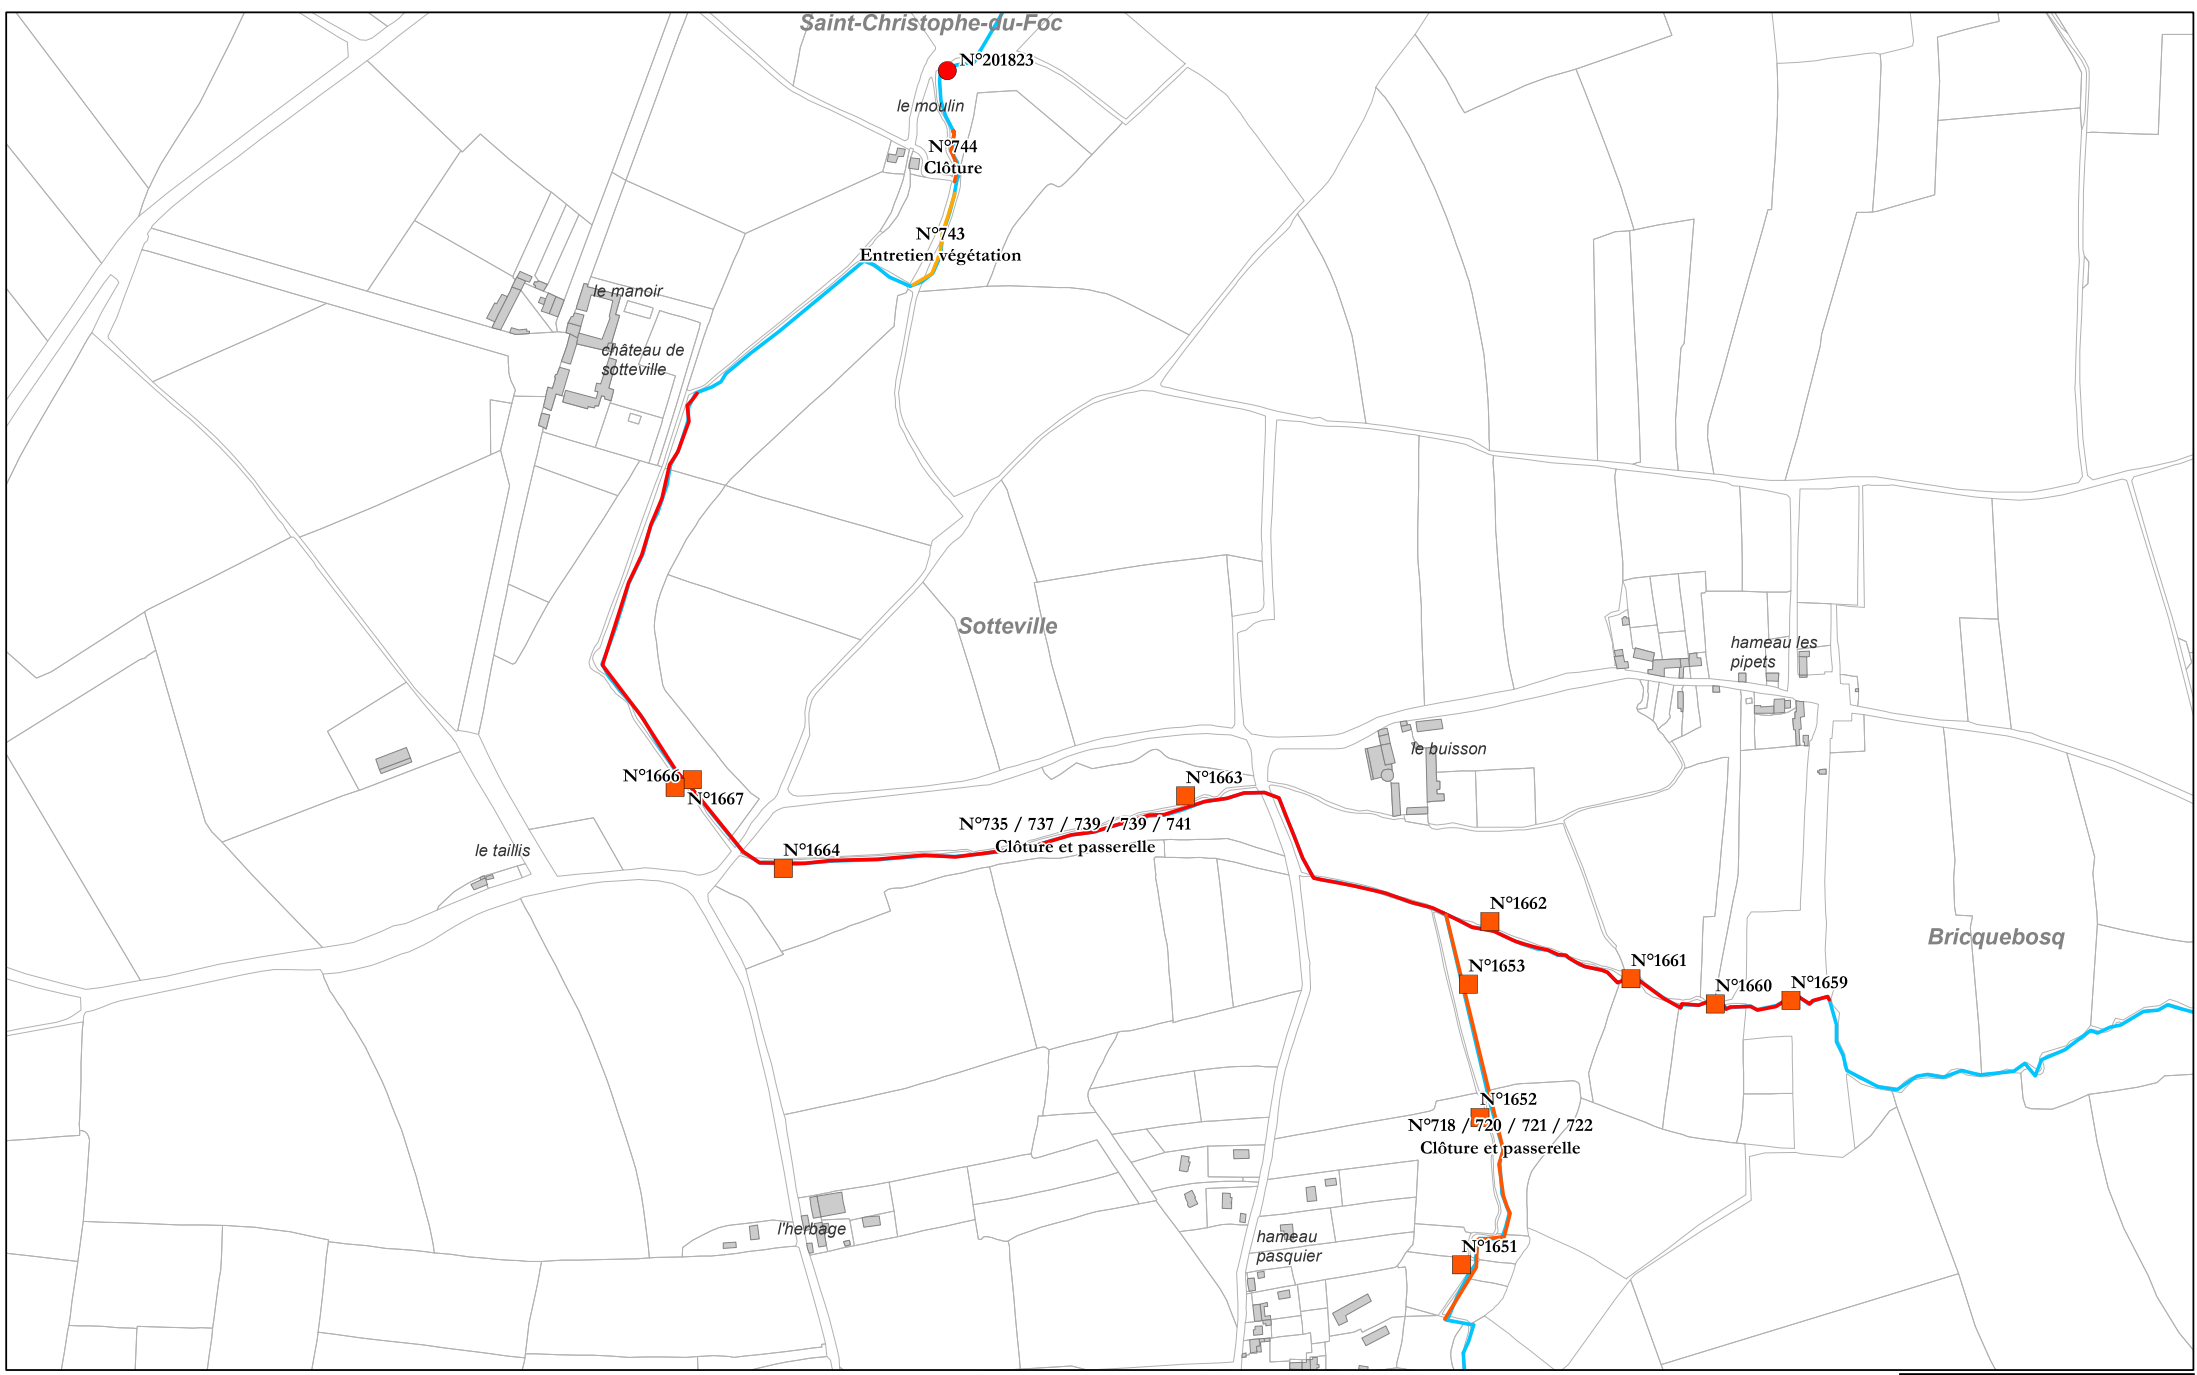 Saint-Christophe-du-Foc
N°201823
le moulin
N°744
Clôture
N°743
Entretien végétation
le manoir
château de
sotteville
Sotteville
hameau les
pipets
le buisson
N°1666
N°1667
N°1663
N°735 / 737 / 739 / 739 / 741
Clôture et passerelle
N°1664
le taillis
N°1662
Bricquebosq
N°1661
N°1653
N°1660
N°1659
N°1652
N°718 / 720 / 721 / 722
Clôture et passerelle
l'herbage
hameau
pasquier
N°1651